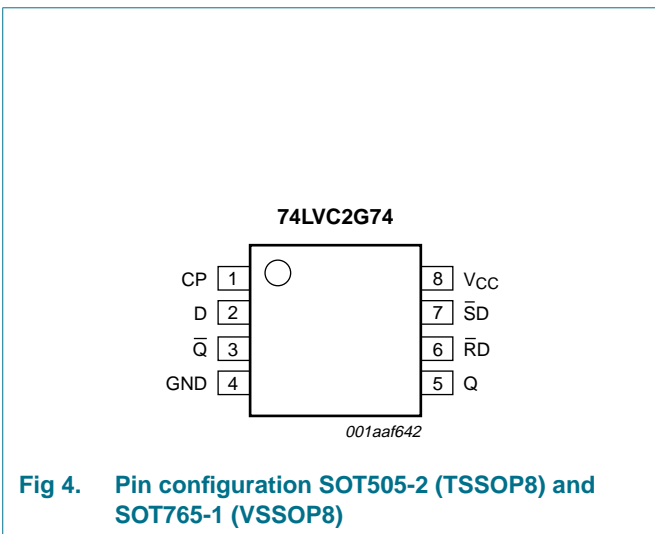 74LVC2G74
CP 1 8 VCC
D 2 7 S̅D
Q̅ 3 6 R̅D
GND 4 5 Q
001aaf642
Fig 4. Pin configuration SOT505-2 (TSSOP8) and
SOT765-1 (VSSOP8)